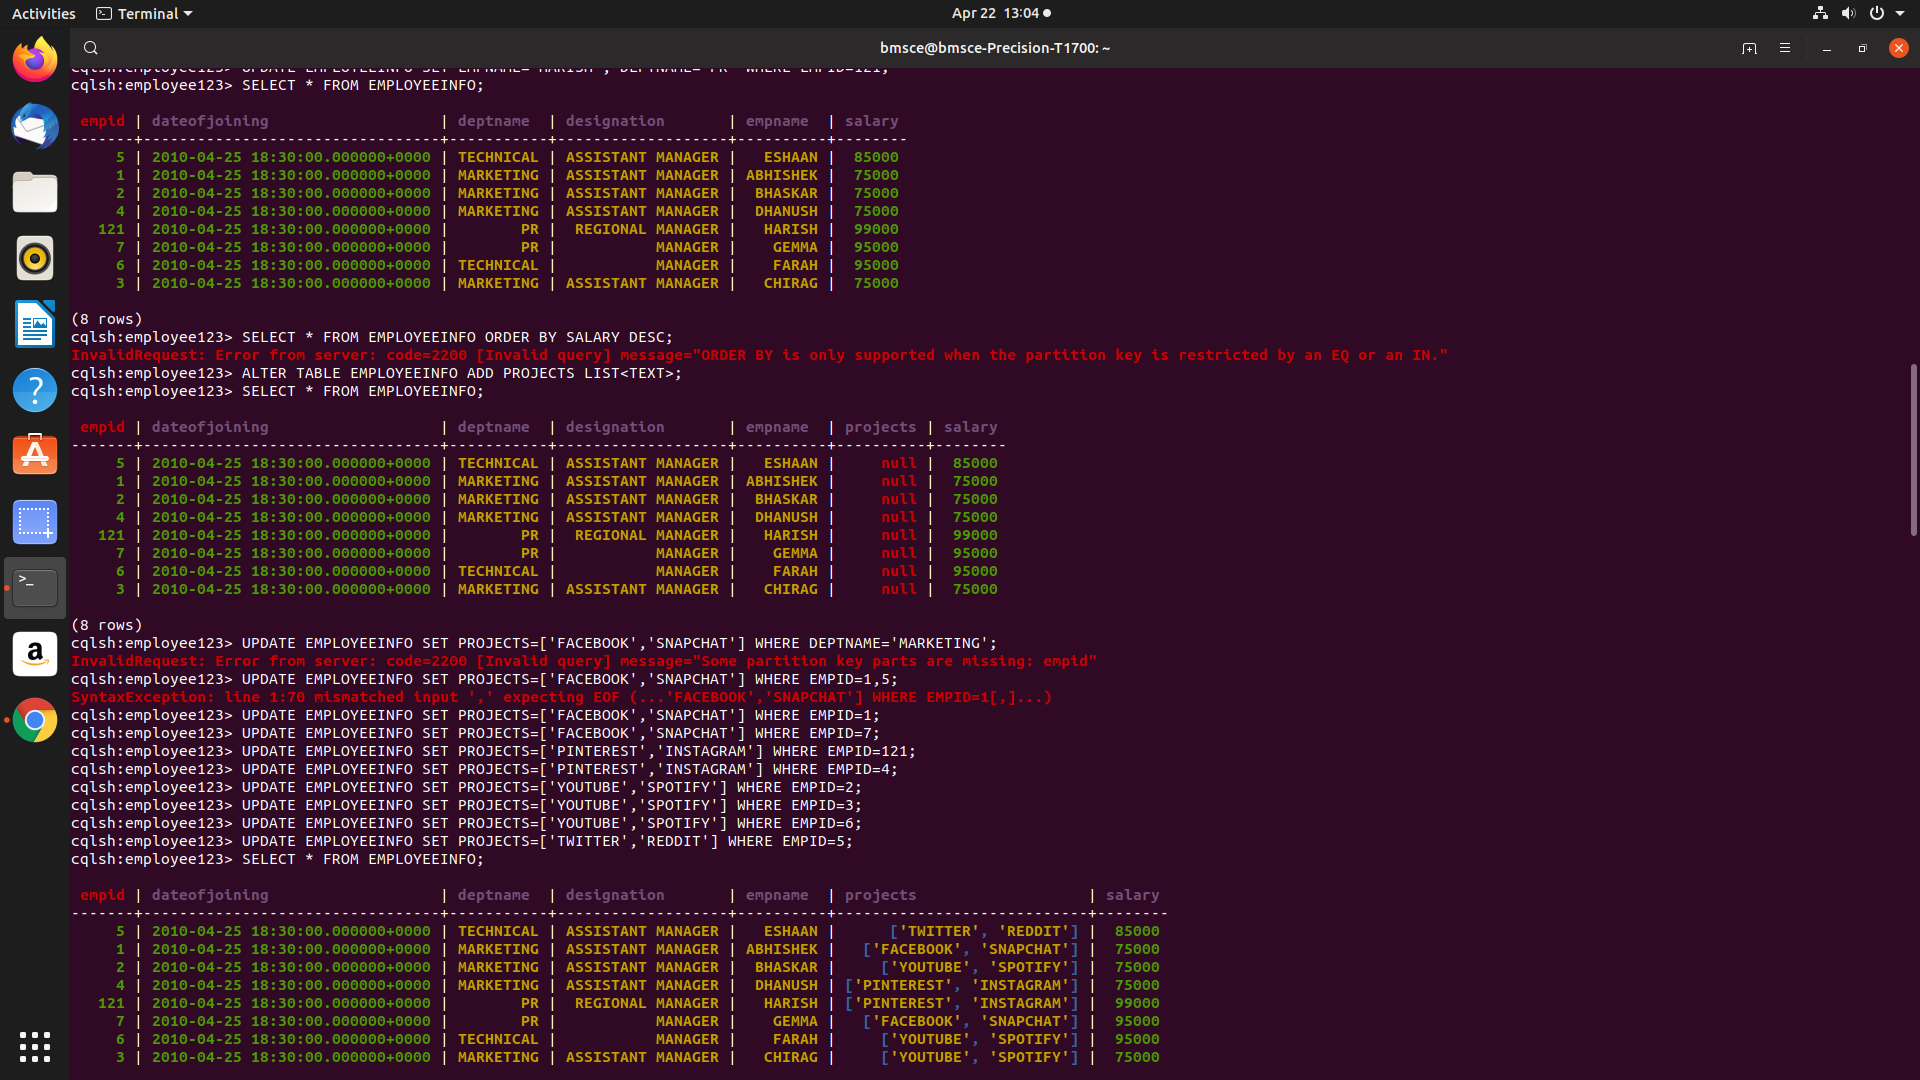 Activities Terminal Apr 22 13:04
bmsce@bmsce-Precision-T1700: ~
cqlsh:employee123> UPDATE EMPLOYEEINFO SET EMPNAME='HARISH', DEPTNAME='PR' WHERE EMPID=121;
cqlsh:employee123> SELECT * FROM EMPLOYEEINFO;
empid | dateofjoining | deptname | designation | empname | salary
-------+---------------------------------+-----------+-------------------+----------+--------
5 | 2010-04-25 18:30:00.000000+0000 | TECHNICAL | ASSISTANT MANAGER | ESHAAN | 85000
1 | 2010-04-25 18:30:00.000000+0000 | MARKETING | ASSISTANT MANAGER | ABHISHEK | 75000
2 | 2010-04-25 18:30:00.000000+0000 | MARKETING | ASSISTANT MANAGER | BHASKAR | 75000
4 | 2010-04-25 18:30:00.000000+0000 | MARKETING | ASSISTANT MANAGER | DHANUSH | 75000
121 | 2010-04-25 18:30:00.000000+0000 | PR | REGIONAL MANAGER | HARISH | 99000
7 | 2010-04-25 18:30:00.000000+0000 | PR | MANAGER | GEMMA | 95000
6 | 2010-04-25 18:30:00.000000+0000 | TECHNICAL | MANAGER | FARAH | 95000
3 | 2010-04-25 18:30:00.000000+0000 | MARKETING | ASSISTANT MANAGER | CHIRAG | 75000
(8 rows)
cqlsh:employee123> SELECT * FROM EMPLOYEEINFO ORDER BY SALARY DESC;
InvalidRequest: Error from server: code=2200 [Invalid query] message="ORDER BY is only supported when the partition key is restricted by an EQ or an IN."
cqlsh:employee123> ALTER TABLE EMPLOYEEINFO ADD PROJECTS LIST<TEXT>;
cqlsh:employee123> SELECT * FROM EMPLOYEEINFO;
empid | dateofjoining | deptname | designation | empname | projects | salary
-------+---------------------------------+-----------+-------------------+----------+----------+--------
5 | 2010-04-25 18:30:00.000000+0000 | TECHNICAL | ASSISTANT MANAGER | ESHAAN | null | 85000
1 | 2010-04-25 18:30:00.000000+0000 | MARKETING | ASSISTANT MANAGER | ABHISHEK | null | 75000
2 | 2010-04-25 18:30:00.000000+0000 | MARKETING | ASSISTANT MANAGER | BHASKAR | null | 75000
4 | 2010-04-25 18:30:00.000000+0000 | MARKETING | ASSISTANT MANAGER | DHANUSH | null | 75000
121 | 2010-04-25 18:30:00.000000+0000 | PR | REGIONAL MANAGER | HARISH | null | 99000
7 | 2010-04-25 18:30:00.000000+0000 | PR | MANAGER | GEMMA | null | 95000
6 | 2010-04-25 18:30:00.000000+0000 | TECHNICAL | MANAGER | FARAH | null | 95000
3 | 2010-04-25 18:30:00.000000+0000 | MARKETING | ASSISTANT MANAGER | CHIRAG | null | 75000
(8 rows)
cqlsh:employee123> UPDATE EMPLOYEEINFO SET PROJECTS=['FACEBOOK','SNAPCHAT'] WHERE DEPTNAME='MARKETING';
InvalidRequest: Error from server: code=2200 [Invalid query] message="Some partition key parts are missing: empid"
cqlsh:employee123> UPDATE EMPLOYEEINFO SET PROJECTS=['FACEBOOK','SNAPCHAT'] WHERE EMPID=1,5;
SyntaxException: line 1:70 mismatched input ',' expecting EOF (...'FACEBOOK','SNAPCHAT'] WHERE EMPID=1[,]...)
cqlsh:employee123> UPDATE EMPLOYEEINFO SET PROJECTS=['FACEBOOK','SNAPCHAT'] WHERE EMPID=1;
cqlsh:employee123> UPDATE EMPLOYEEINFO SET PROJECTS=['FACEBOOK','SNAPCHAT'] WHERE EMPID=7;
cqlsh:employee123> UPDATE EMPLOYEEINFO SET PROJECTS=['PINTEREST','INSTAGRAM'] WHERE EMPID=121;
cqlsh:employee123> UPDATE EMPLOYEEINFO SET PROJECTS=['PINTEREST','INSTAGRAM'] WHERE EMPID=4;
cqlsh:employee123> UPDATE EMPLOYEEINFO SET PROJECTS=['YOUTUBE','SPOTIFY'] WHERE EMPID=2;
cqlsh:employee123> UPDATE EMPLOYEEINFO SET PROJECTS=['YOUTUBE','SPOTIFY'] WHERE EMPID=3;
cqlsh:employee123> UPDATE EMPLOYEEINFO SET PROJECTS=['YOUTUBE','SPOTIFY'] WHERE EMPID=6;
cqlsh:employee123> UPDATE EMPLOYEEINFO SET PROJECTS=['TWITTER','REDDIT'] WHERE EMPID=5;
cqlsh:employee123> SELECT * FROM EMPLOYEEINFO;
empid | dateofjoining | deptname | designation | empname | projects | salary
-------+---------------------------------+-----------+-------------------+----------+----------------------------+--------
5 | 2010-04-25 18:30:00.000000+0000 | TECHNICAL | ASSISTANT MANAGER | ESHAAN | ['TWITTER', 'REDDIT'] | 85000
1 | 2010-04-25 18:30:00.000000+0000 | MARKETING | ASSISTANT MANAGER | ABHISHEK | ['FACEBOOK', 'SNAPCHAT'] | 75000
2 | 2010-04-25 18:30:00.000000+0000 | MARKETING | ASSISTANT MANAGER | BHASKAR | ['YOUTUBE', 'SPOTIFY'] | 75000
4 | 2010-04-25 18:30:00.000000+0000 | MARKETING | ASSISTANT MANAGER | DHANUSH | ['PINTEREST', 'INSTAGRAM'] | 75000
121 | 2010-04-25 18:30:00.000000+0000 | PR | REGIONAL MANAGER | HARISH | ['PINTEREST', 'INSTAGRAM'] | 99000
7 | 2010-04-25 18:30:00.000000+0000 | PR | MANAGER | GEMMA | ['FACEBOOK', 'SNAPCHAT'] | 95000
6 | 2010-04-25 18:30:00.000000+0000 | TECHNICAL | MANAGER | FARAH | ['YOUTUBE', 'SPOTIFY'] | 95000
3 | 2010-04-25 18:30:00.000000+0000 | MARKETING | ASSISTANT MANAGER | CHIRAG | ['YOUTUBE', 'SPOTIFY'] | 75000